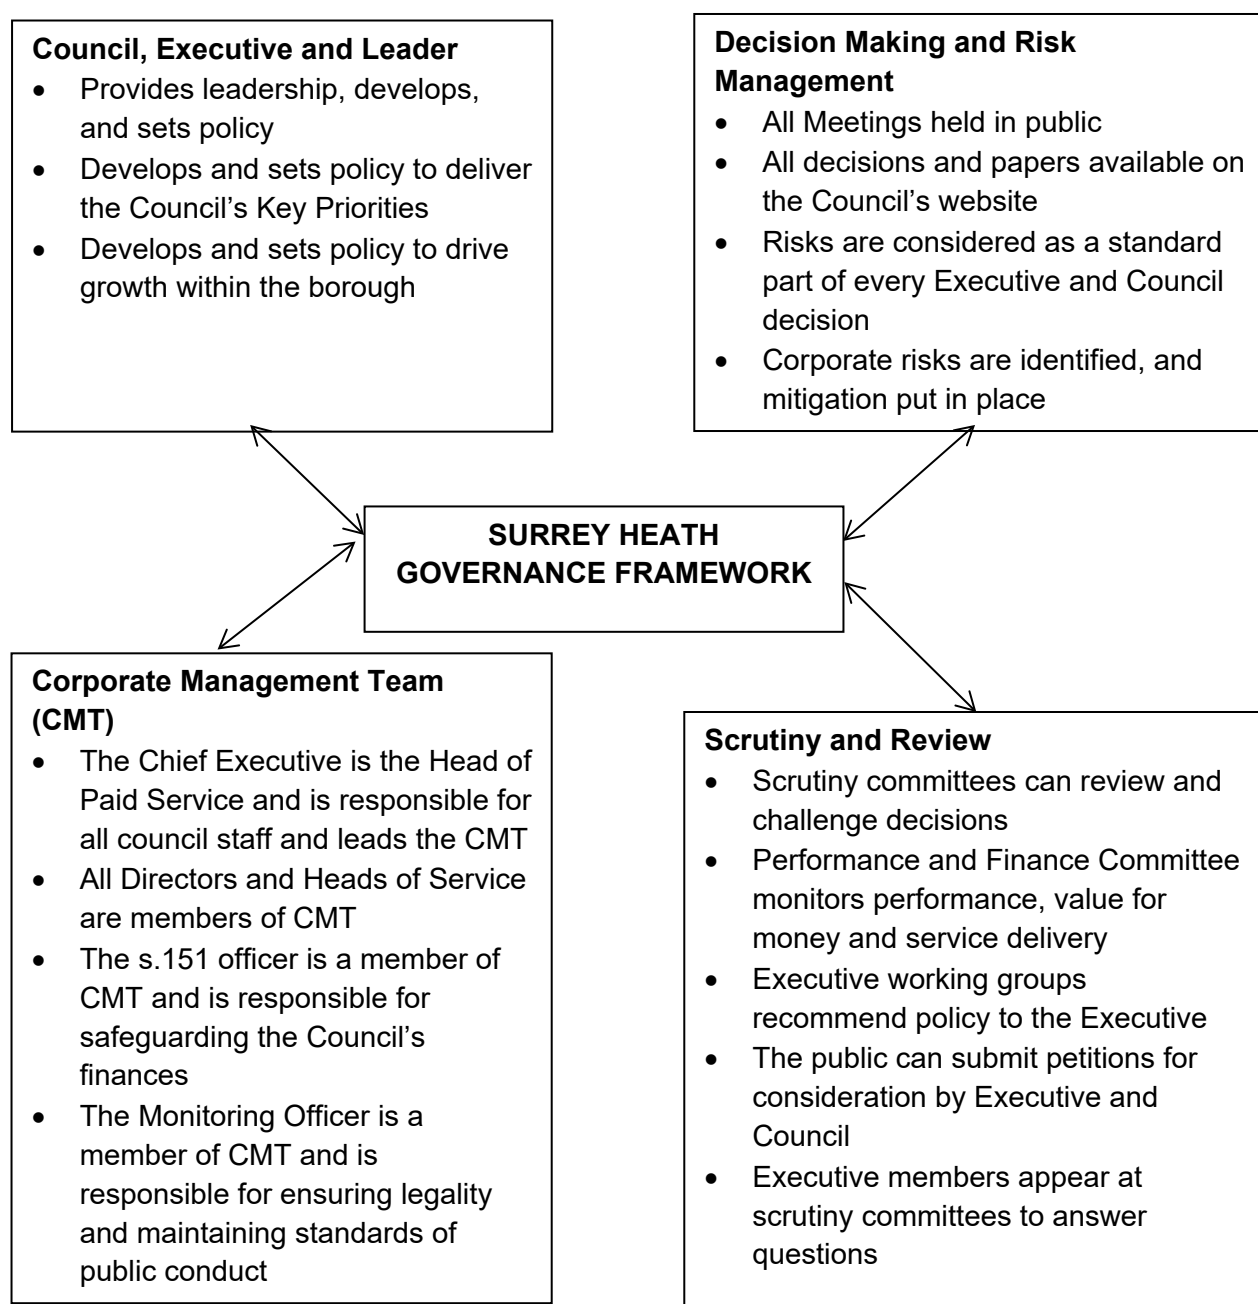 Council, Executive and Leader
• Provides leadership, develops,
and sets policy
• Develops and sets policy to deliver
the Council’s Key Priorities
• Develops and sets policy to drive
growth within the borough
Decision Making and Risk
Management
• All Meetings held in public
• All decisions and papers available on
the Council’s website
• Risks are considered as a standard
part of every Executive and Council
decision
• Corporate risks are identified, and
mitigation put in place
SURREY HEATH
GOVERNANCE FRAMEWORK
Corporate Management Team
(CMT)
• The Chief Executive is the Head of
Paid Service and is responsible for
all council staff and leads the CMT
• All Directors and Heads of Service
are members of CMT
• The s.151 officer is a member of
CMT and is responsible for
safeguarding the Council’s
finances
• The Monitoring Officer is a
member of CMT and is
responsible for ensuring legality
and maintaining standards of
public conduct
Scrutiny and Review
• Scrutiny committees can review and
challenge decisions
• Performance and Finance Committee
monitors performance, value for
money and service delivery
• Executive working groups
recommend policy to the Executive
• The public can submit petitions for
consideration by Executive and
Council
• Executive members appear at
scrutiny committees to answer
questions